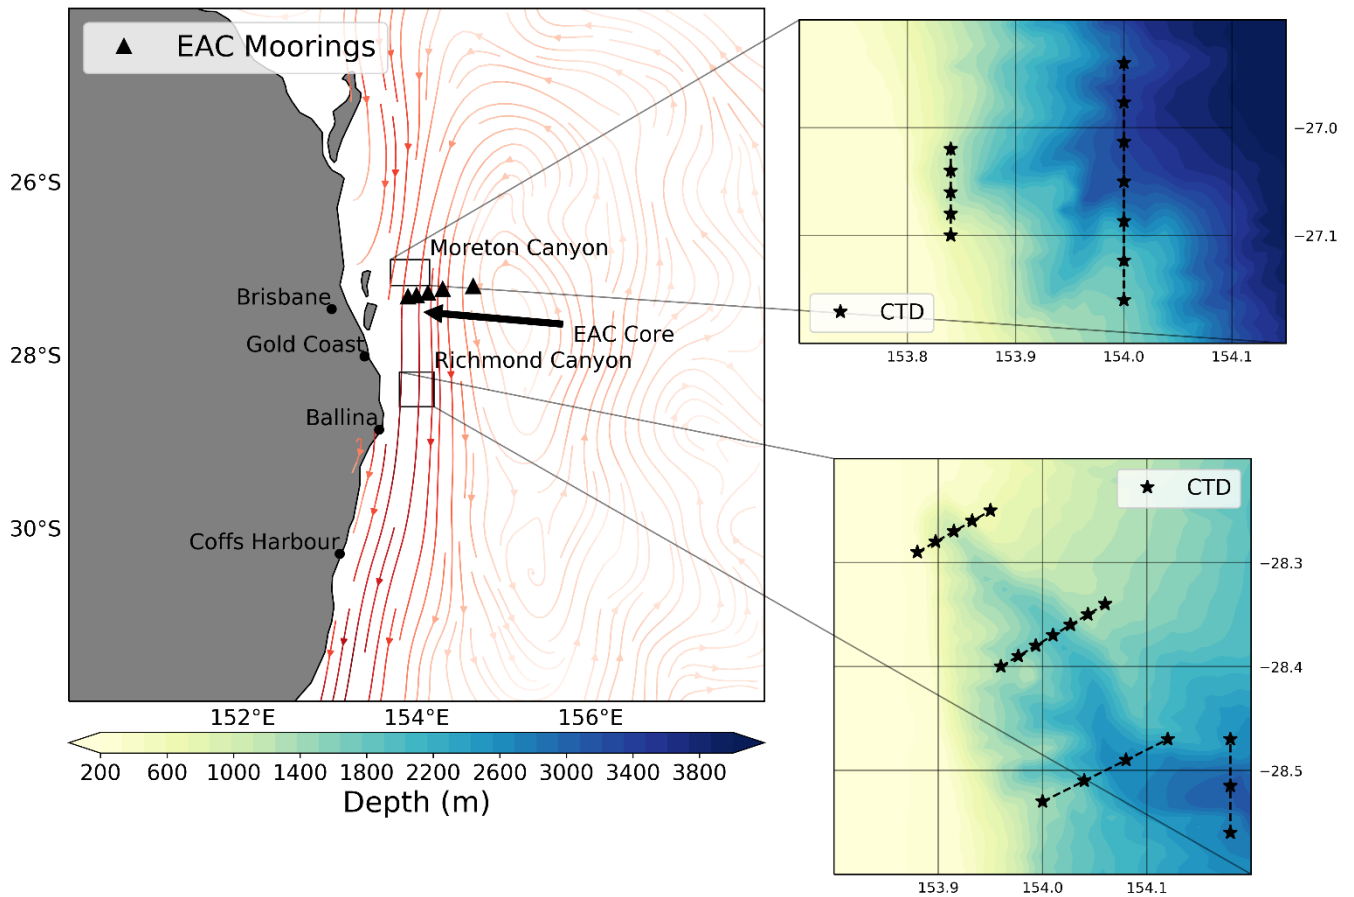 EAC Moorings
26°S
28°S
30°S
Moreton Canyon
Brisbane
EAC Core
Gold Coast
Richmond Canyon
Ballina
Coffs Harbour
152°E 154°E 156°E
200 600 1000 1400 1800 2200 2600 3000 3400 3800
Depth (m)
CTD
−27.0
−27.1
153.8 153.9 154.0 154.1
CTD
−28.3
−28.4
−28.5
153.9 154.0 154.1